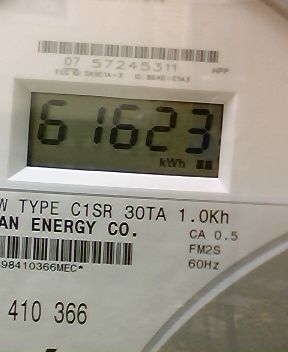 07 57245311
HPP
61623
kWh
W TYPE C1SR 30TA 1.0Kh
AN ENERGY CO.
CA 0.5
FM2S
60Hz
98410366MEC*
410 366